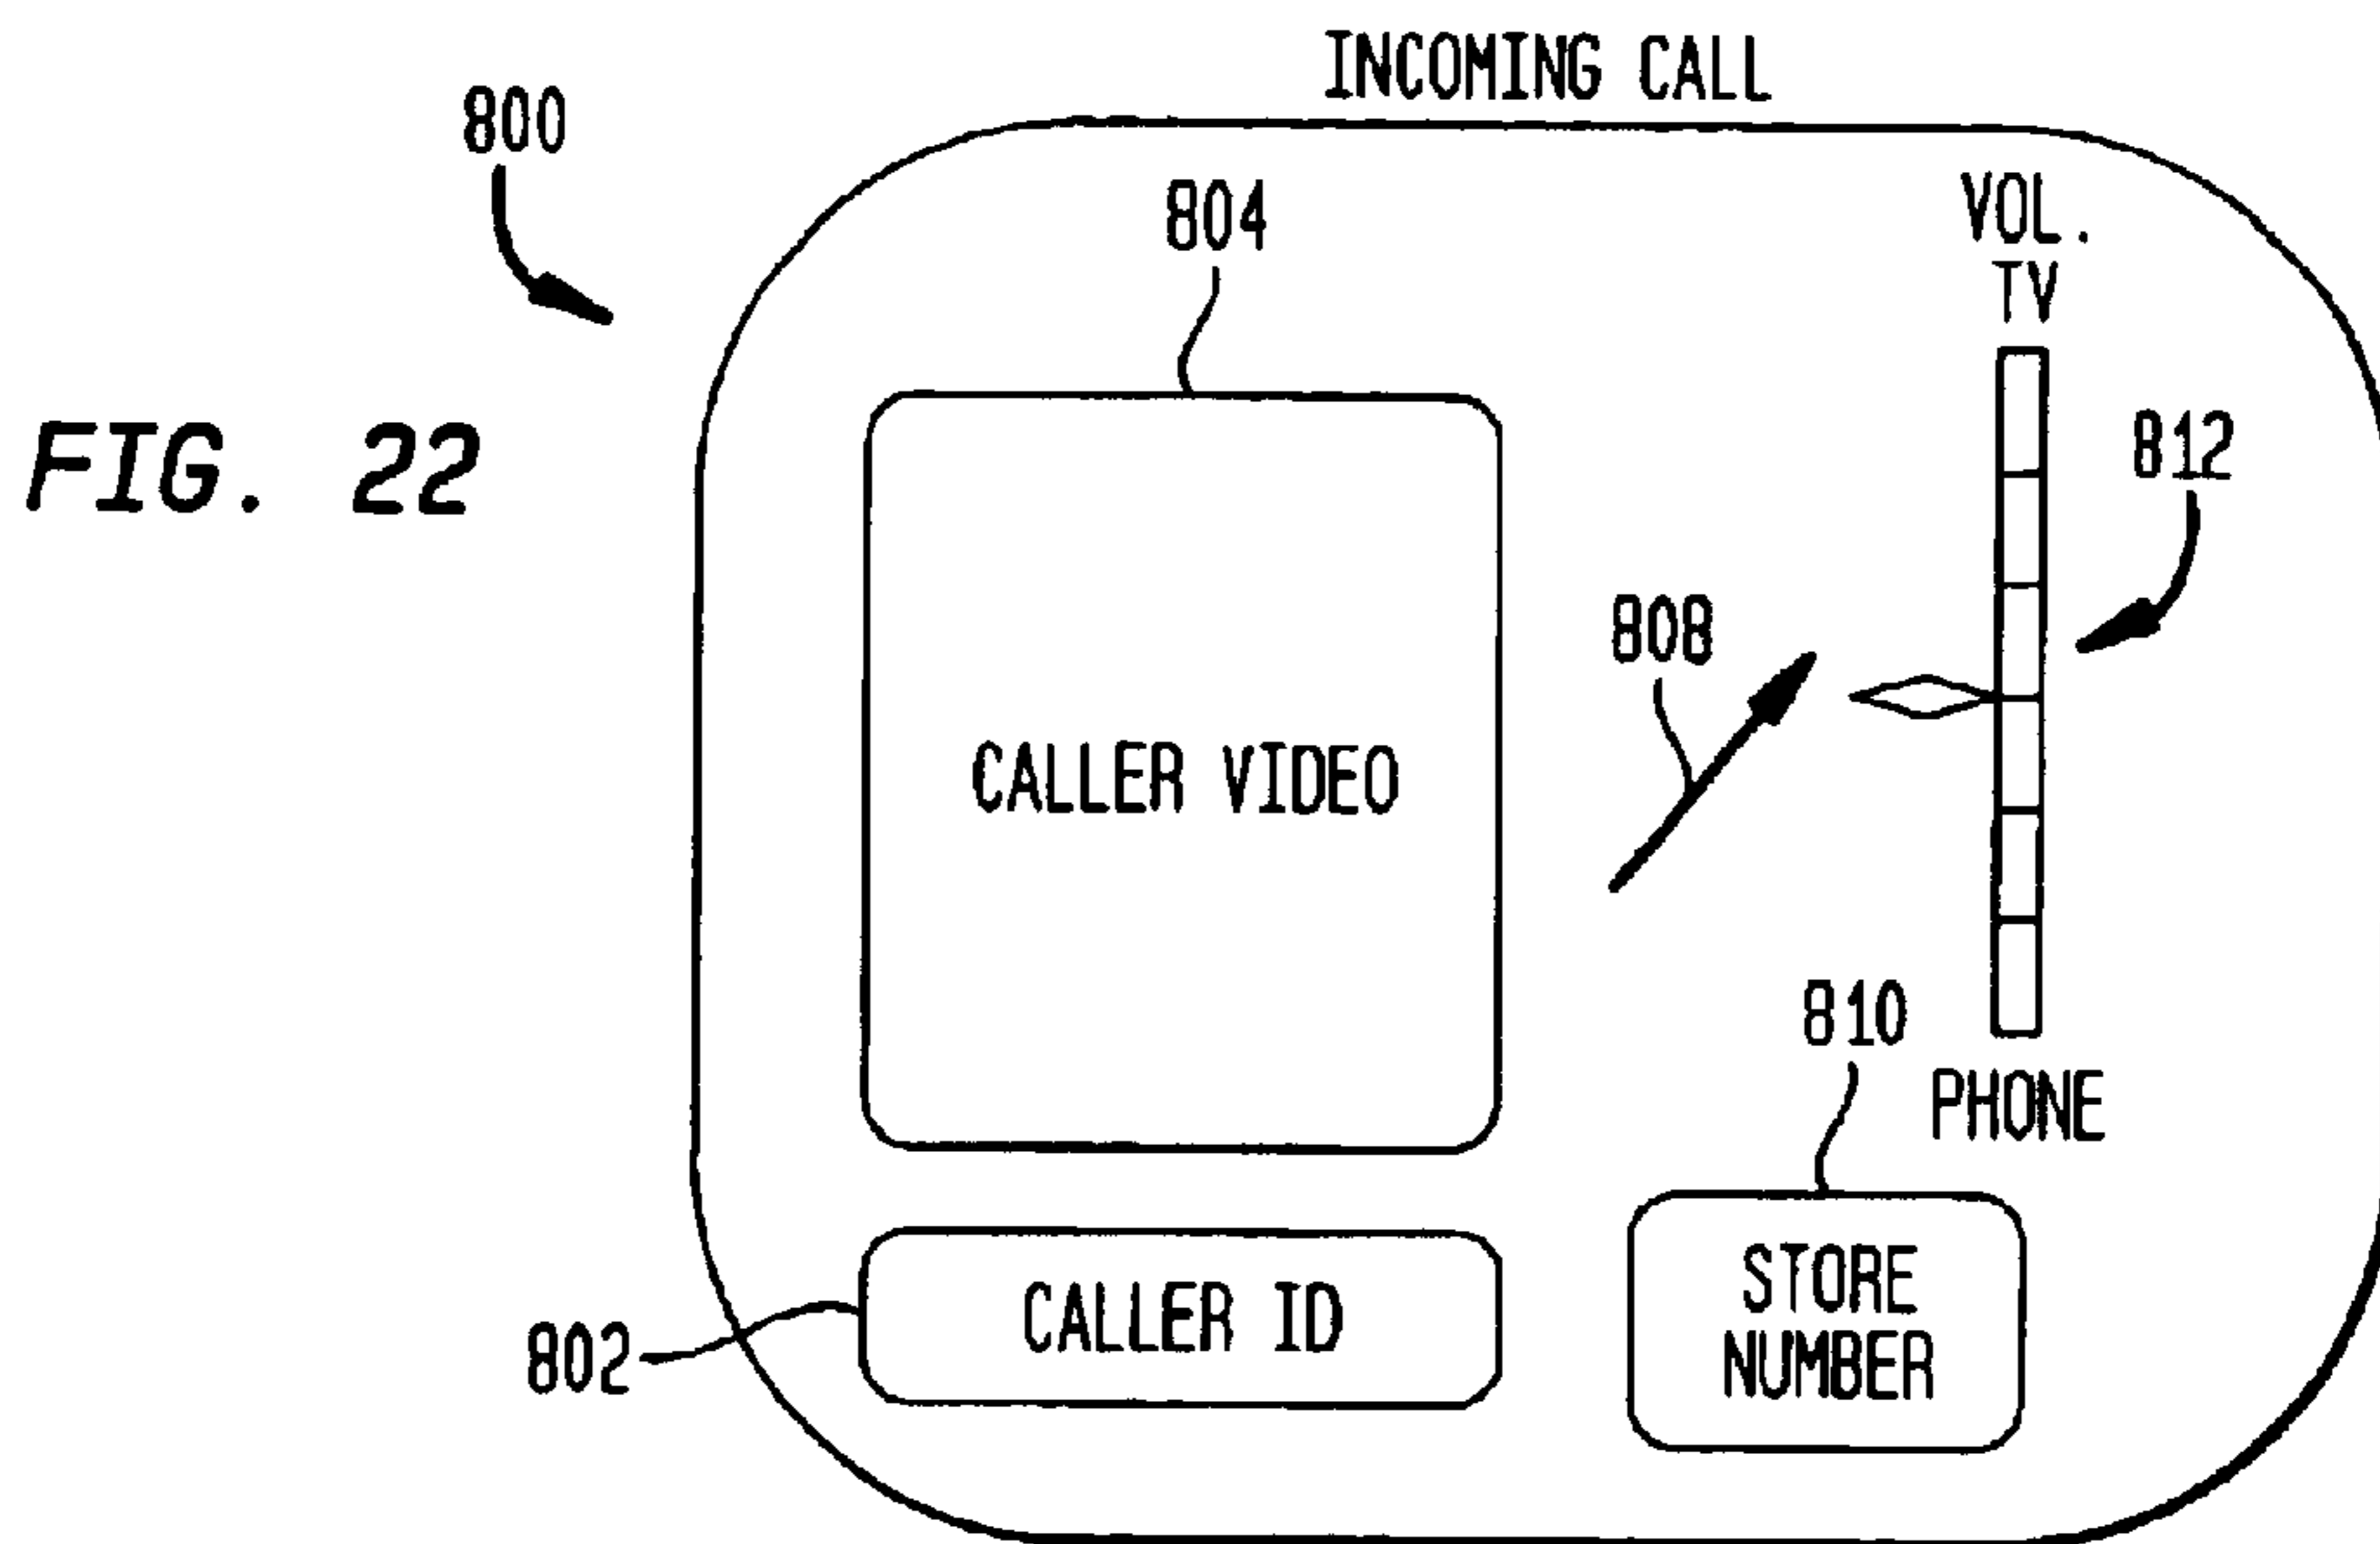 INCOMING CALL
800
804
VOL.
TV
812
FIG. 22
808
CALLER VIDEO
810
PHONE
STORE
NUMBER
CALLER ID
802